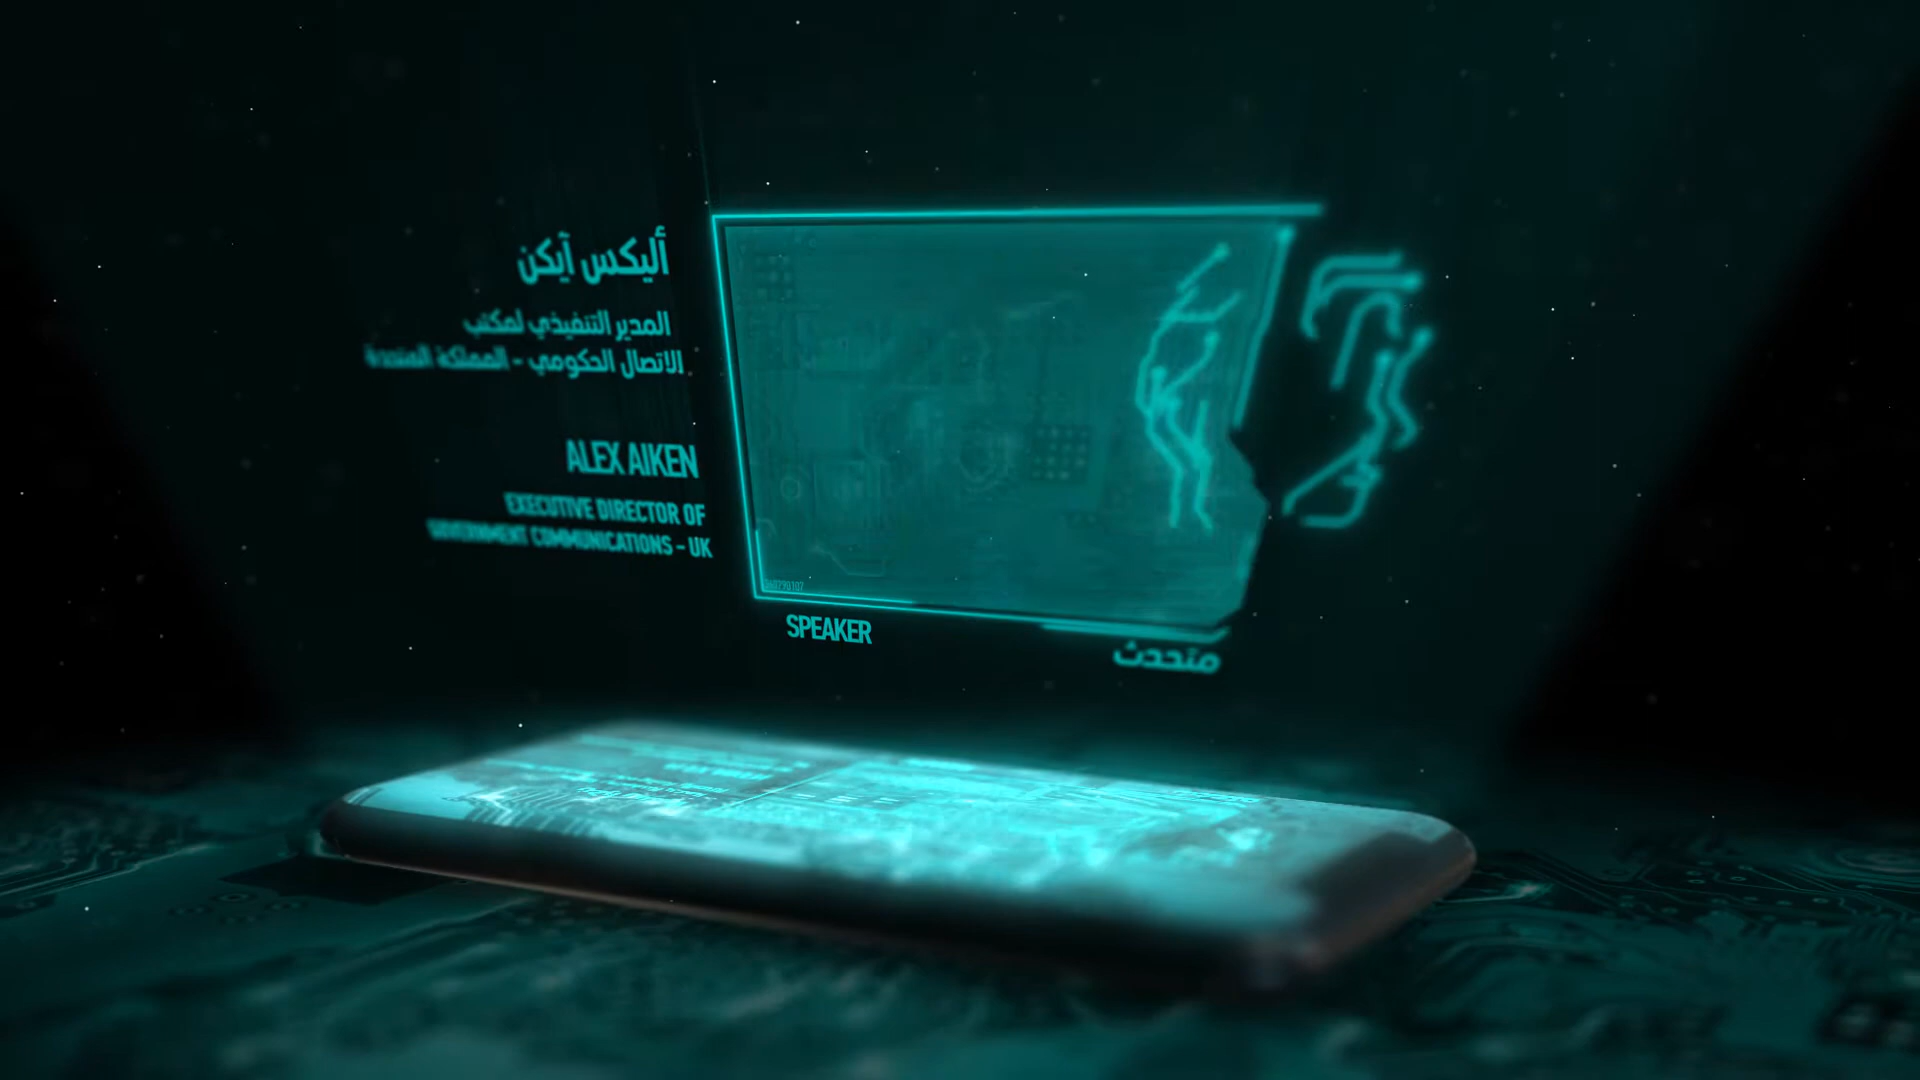 أليكس آيكن
المدير التنفيذي لمكتب
الاتصال الحكومي - المملكة المتحدة
ALEX AIKEN
EXECUTIVE DIRECTOR OF
GOVERNMENT COMMUNICATIONS - UK
SPEAKER
متحدث